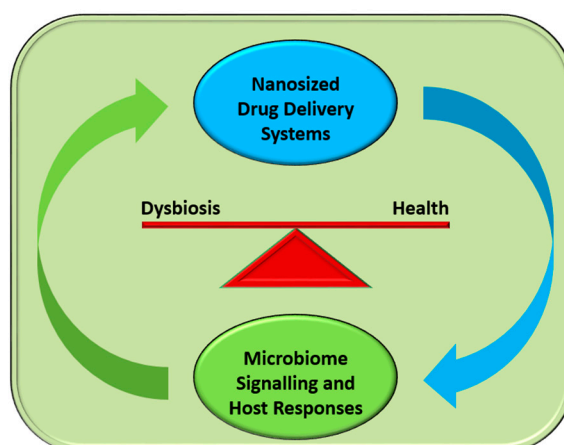 Nanosized
Drug Delivery
Systems
Dysbiosis Health
Microbiome
Signalling and
Host Responses